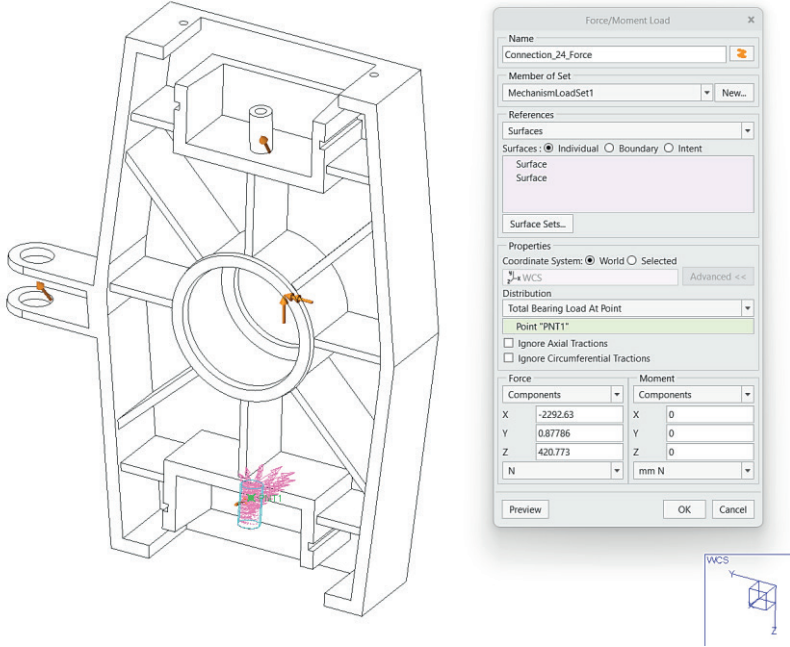 Force/Moment Load x
Name
Connection_24_Force
Member of Set
MechanismLoadSet1 New...
References
Surfaces
Surfaces : Individual Boundary Intent
Surface
Surface
Surface Sets...
Properties
Coordinate System: World Selected
WCS Advanced <<
Distribution
Total Bearing Load At Point
Point "PNT1"
Ignore Axial Tractions
Ignore Circumferential Tractions
Force Moment
Components Components
X -2292.63 X 0
Y 0.87786 Y 0
Z 420.773 Z 0
N mm N
Preview OK Cancel
WCS
Y
X
Z